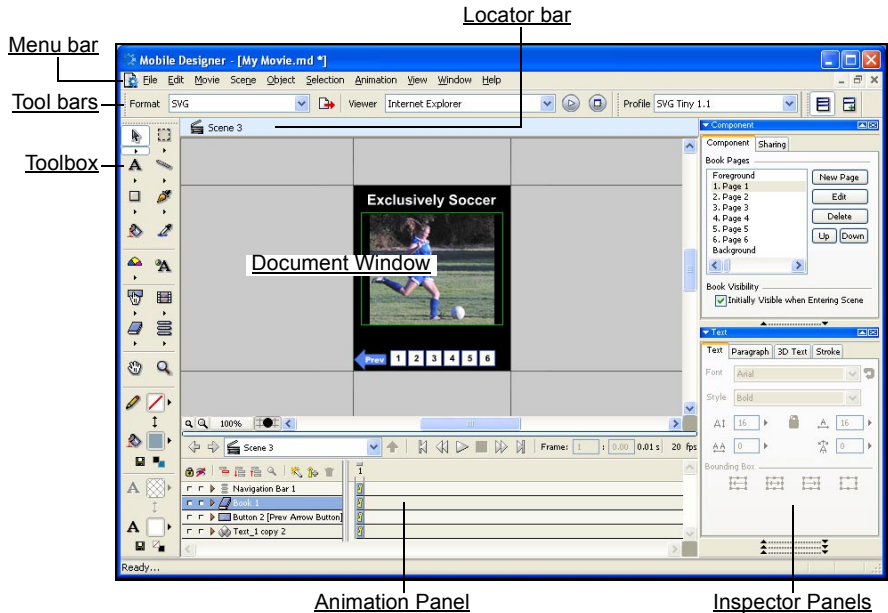 Locator bar
Menu bar
Mobile Designer - [My Movie.md *]
File Edit Movie Scene Object Selection Animation View Window Help
Tool bars
Format SVG Viewer Internet Explorer Profile SVG Tiny 1.1
Scene 3
Toolbox
Component
Component Sharing
Book Pages
Foreground
1. Page 1
2. Page 2
3. Page 3
4. Page 4
5. Page 5
6. Page 6
Background
New Page
Edit
Delete
Up Down
Book Visibility
Initially Visible when Entering Scene
Exclusively Soccer
Document Window
Prev 1 2 3 4 5 6
Text
Text Paragraph 3D Text Stroke
Font Arial
Style Bold
AI 16 A 16
AA 0 A 0
Bounding Box
100%
Scene 3 Frame: 1 : 0.00 0.01 s 20 fps
1
Navigation Bar 1
Book 1
Button 2 [Prev Arrow Button]
Text_1 copy 2
A
A
A
Ready...
Animation Panel
Inspector Panels